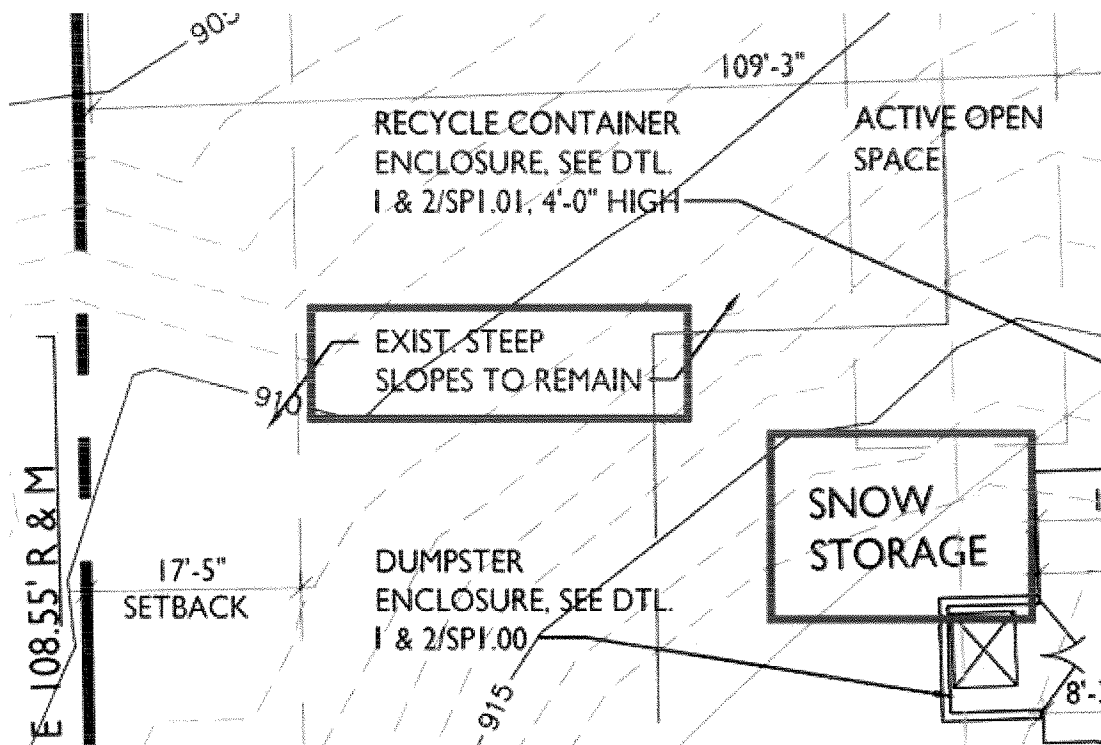 905
109'-3"
RECYCLE CONTAINER
ENCLOSURE, SEE DTL.
1 & 2/SP1.01, 4'-0" HIGH
ACTIVE OPEN
SPACE
EXIST. STEEP
SLOPES TO REMAIN
910
SNOW
STORAGE
17'-5"
SETBACK
DUMPSTER
ENCLOSURE, SEE DTL.
1 & 2/SP1.00
E 108.55' R & M
915